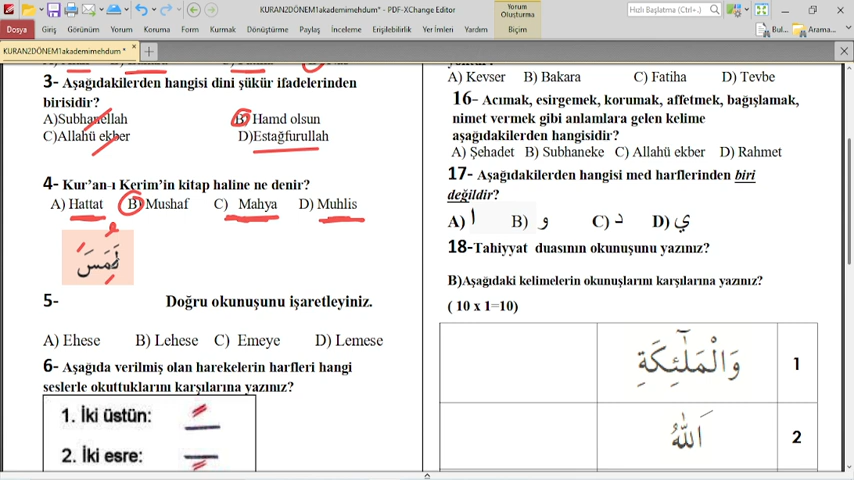 KURAN2DÖNEM1akademimehdum* - PDF-XChange Editor
Yorum Oluşturma
Hızlı Başlatma (Ctrl+.)
Dosya Giriş Görünüm Yorum Yer İmi Form Kurmak Dönüştürme Paylaş İnceleme Erişilebilirlik Yer İmleri Yardım Biçim Bul... Arama...
KURAN2DÖNEM1akademimehdum *
3- Aşağıdakilerden hangisi dini şükür ifadelerinden
birisidir?
A)Subhanellah B) Hamd olsun
C)Allahü ekber D)Estağfurullah
4- Kur’an-ı Kerim’in kitap haline ne denir?
A) Hattat B) Mushaf C) Mahya D) Muhlis
لَمَسَ
5- Doğru okunuşunu işaretleyiniz.
A) Ehese B) Lehese C) Emeye D) Lemese
6- Aşağıda verilmiş olan harekelerin harfleri hangi
seslerle okuttuklarını karşılarına yazınız?
1. İki üstün:
2. İki esre:
A) Kevser B) Bakara C) Fatiha D) Tevbe
16- Acımak, esirgemek, korumak, affetmek, bağışlamak,
nimet vermek gibi anlamlara gelen kelime
aşağıdakilerden hangisidir?
A) Şehadet B) Subhaneke C) Allahü ekber D) Rahmet
17- Aşağıdakilerden hangisi med harflerinden biri
değildir?
A) ا B) و C) د D) ي
18-Tahiyyat duasının okunuşunu yazınız?
B)Aşağıdaki kelimelerin okunuşlarını karşılarına yazınız?
( 10 x 1=10)
وَالْمَلٰٓئِكَةِ 1
اَللّٰهُ 2